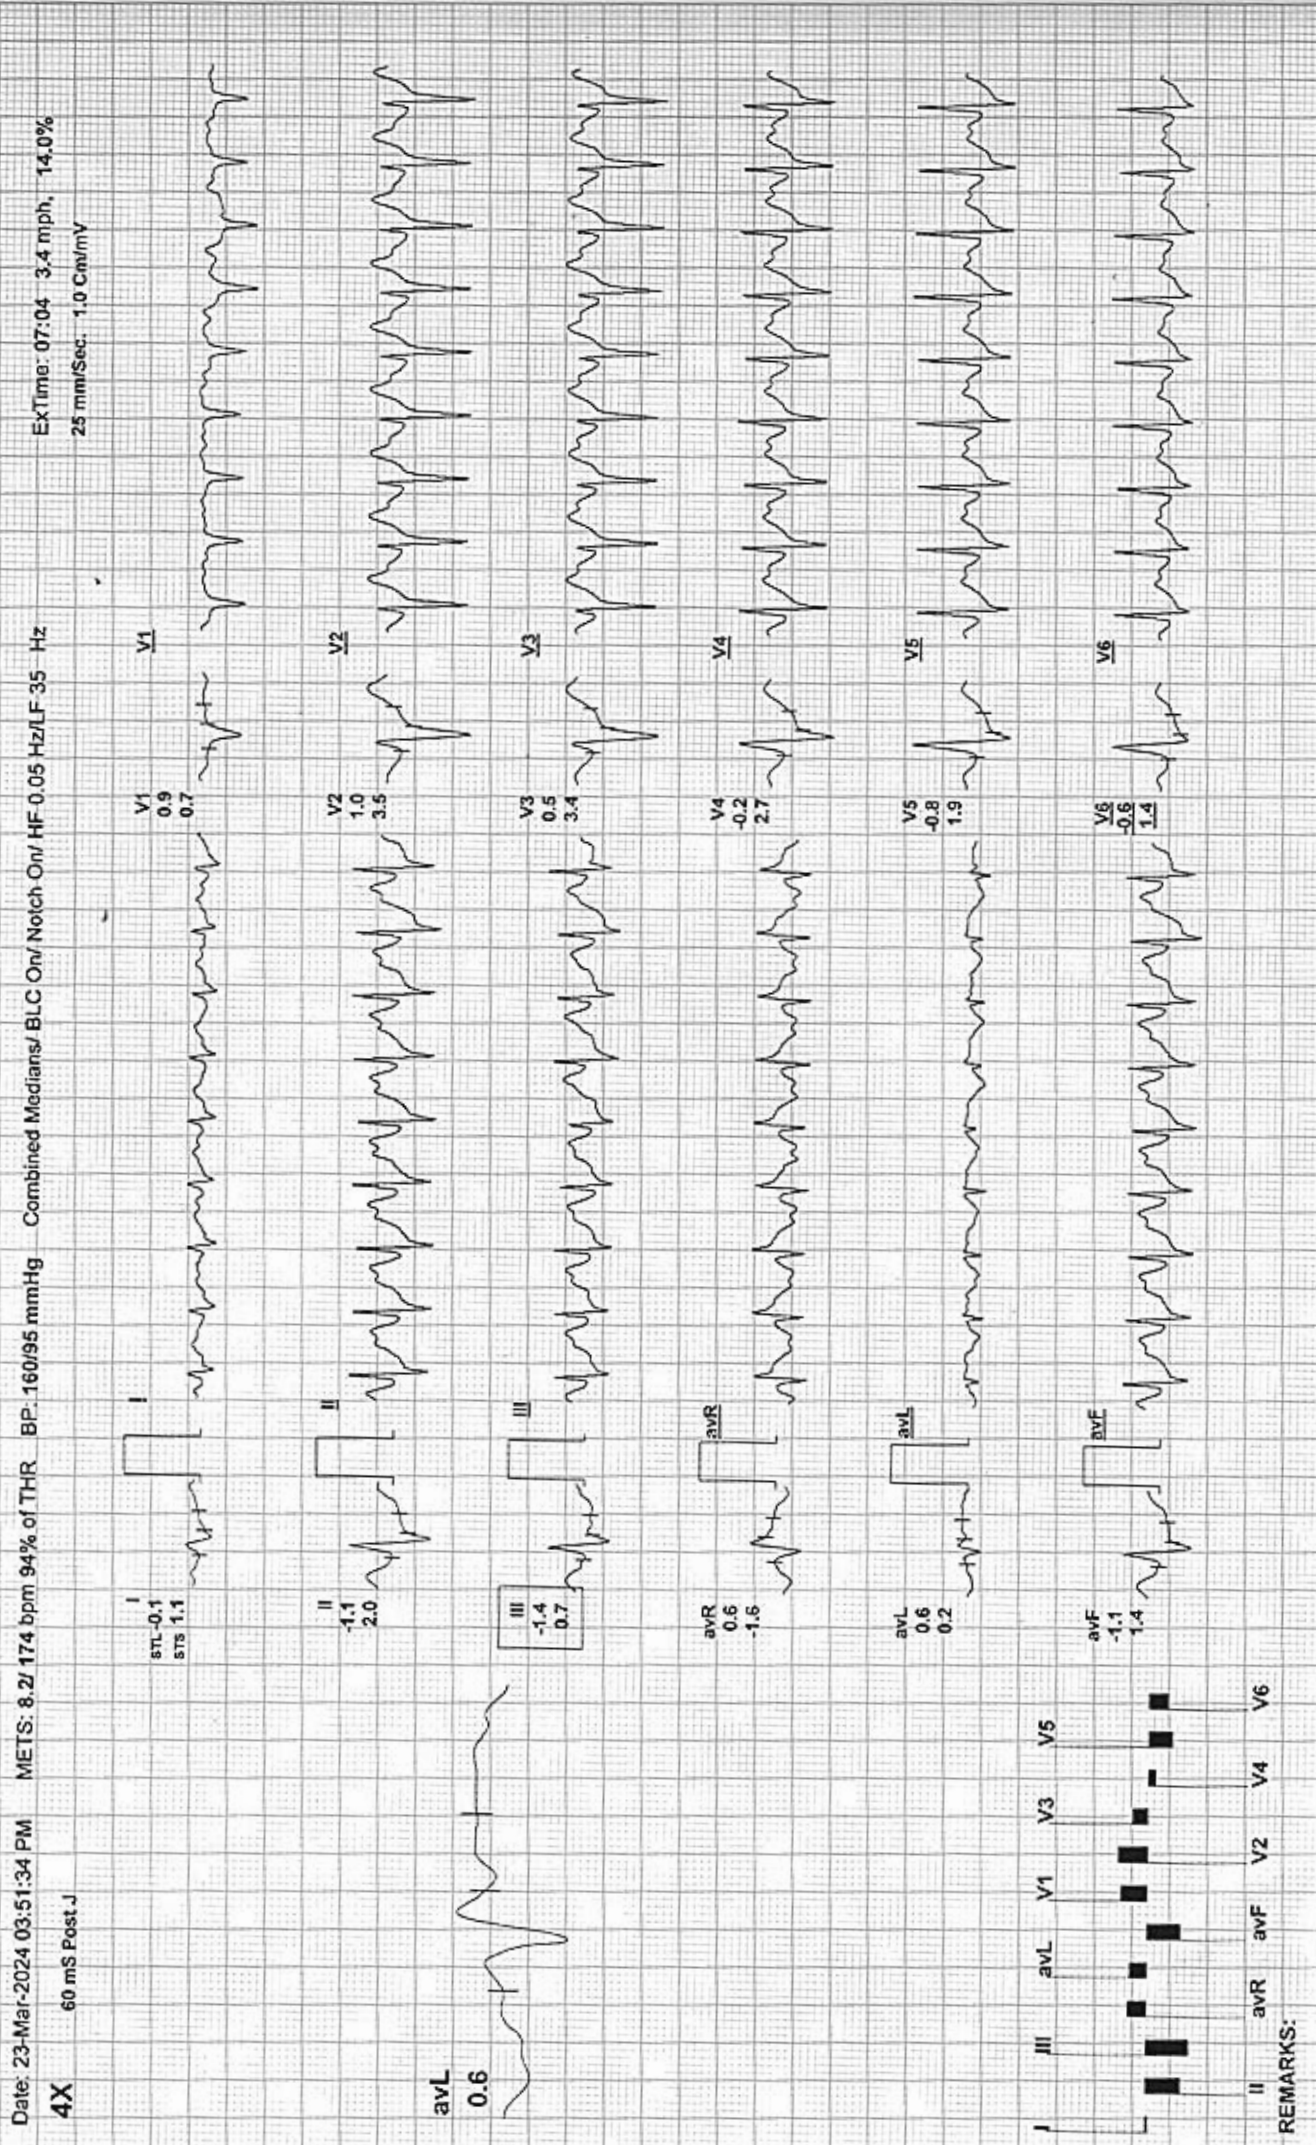 Date: 23-Mar-2024 03:51:34 PM METS: 8.2/ 174 bpm 94% of THR BP: 160/95 mmHg Combined Medians/ BLC On/ Notch On/ HF 0.05 Hz/LF 35 Hz
ExTime: 07:04 3.4 mph, 14.0%
4X
60 mS Post J
25 mm/Sec. 1.0 Cm/mV
avL
0.6
I
STL -0.1
STS 1.1
I
V1
0.9
0.7
V1
II
-1.1
2.0
II
V2
1.0
3.5
V2
III
-1.4
0.7
III
V3
0.5
3.4
V3
avR
0.6
-1.6
avR
V4
-0.2
2.7
V4
avL
0.6
0.2
avL
V5
-0.8
1.9
V5
avF
-1.1
1.4
avF
V6
-0.6
1.4
V6
I III avL V1 V3 V5
II avR avF V2 V4 V6
REMARKS: